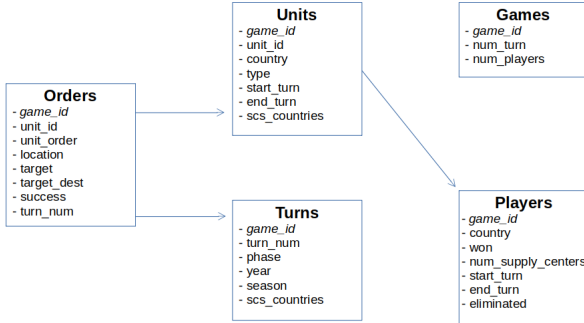 Orders
- game_id
- unit_id
- unit_order
- location
- target
- target_dest
- success
- turn_num
Units
- game_id
- unit_id
- country
- type
- start_turn
- end_turn
- scs_countries
Turns
- game_id
- turn_num
- phase
- year
- season
- scs_countries
Games
- game_id
- num_turn
- num_players
Players
- game_id
- country
- won
- num_supply_centers
- start_turn
- end_turn
- eliminated